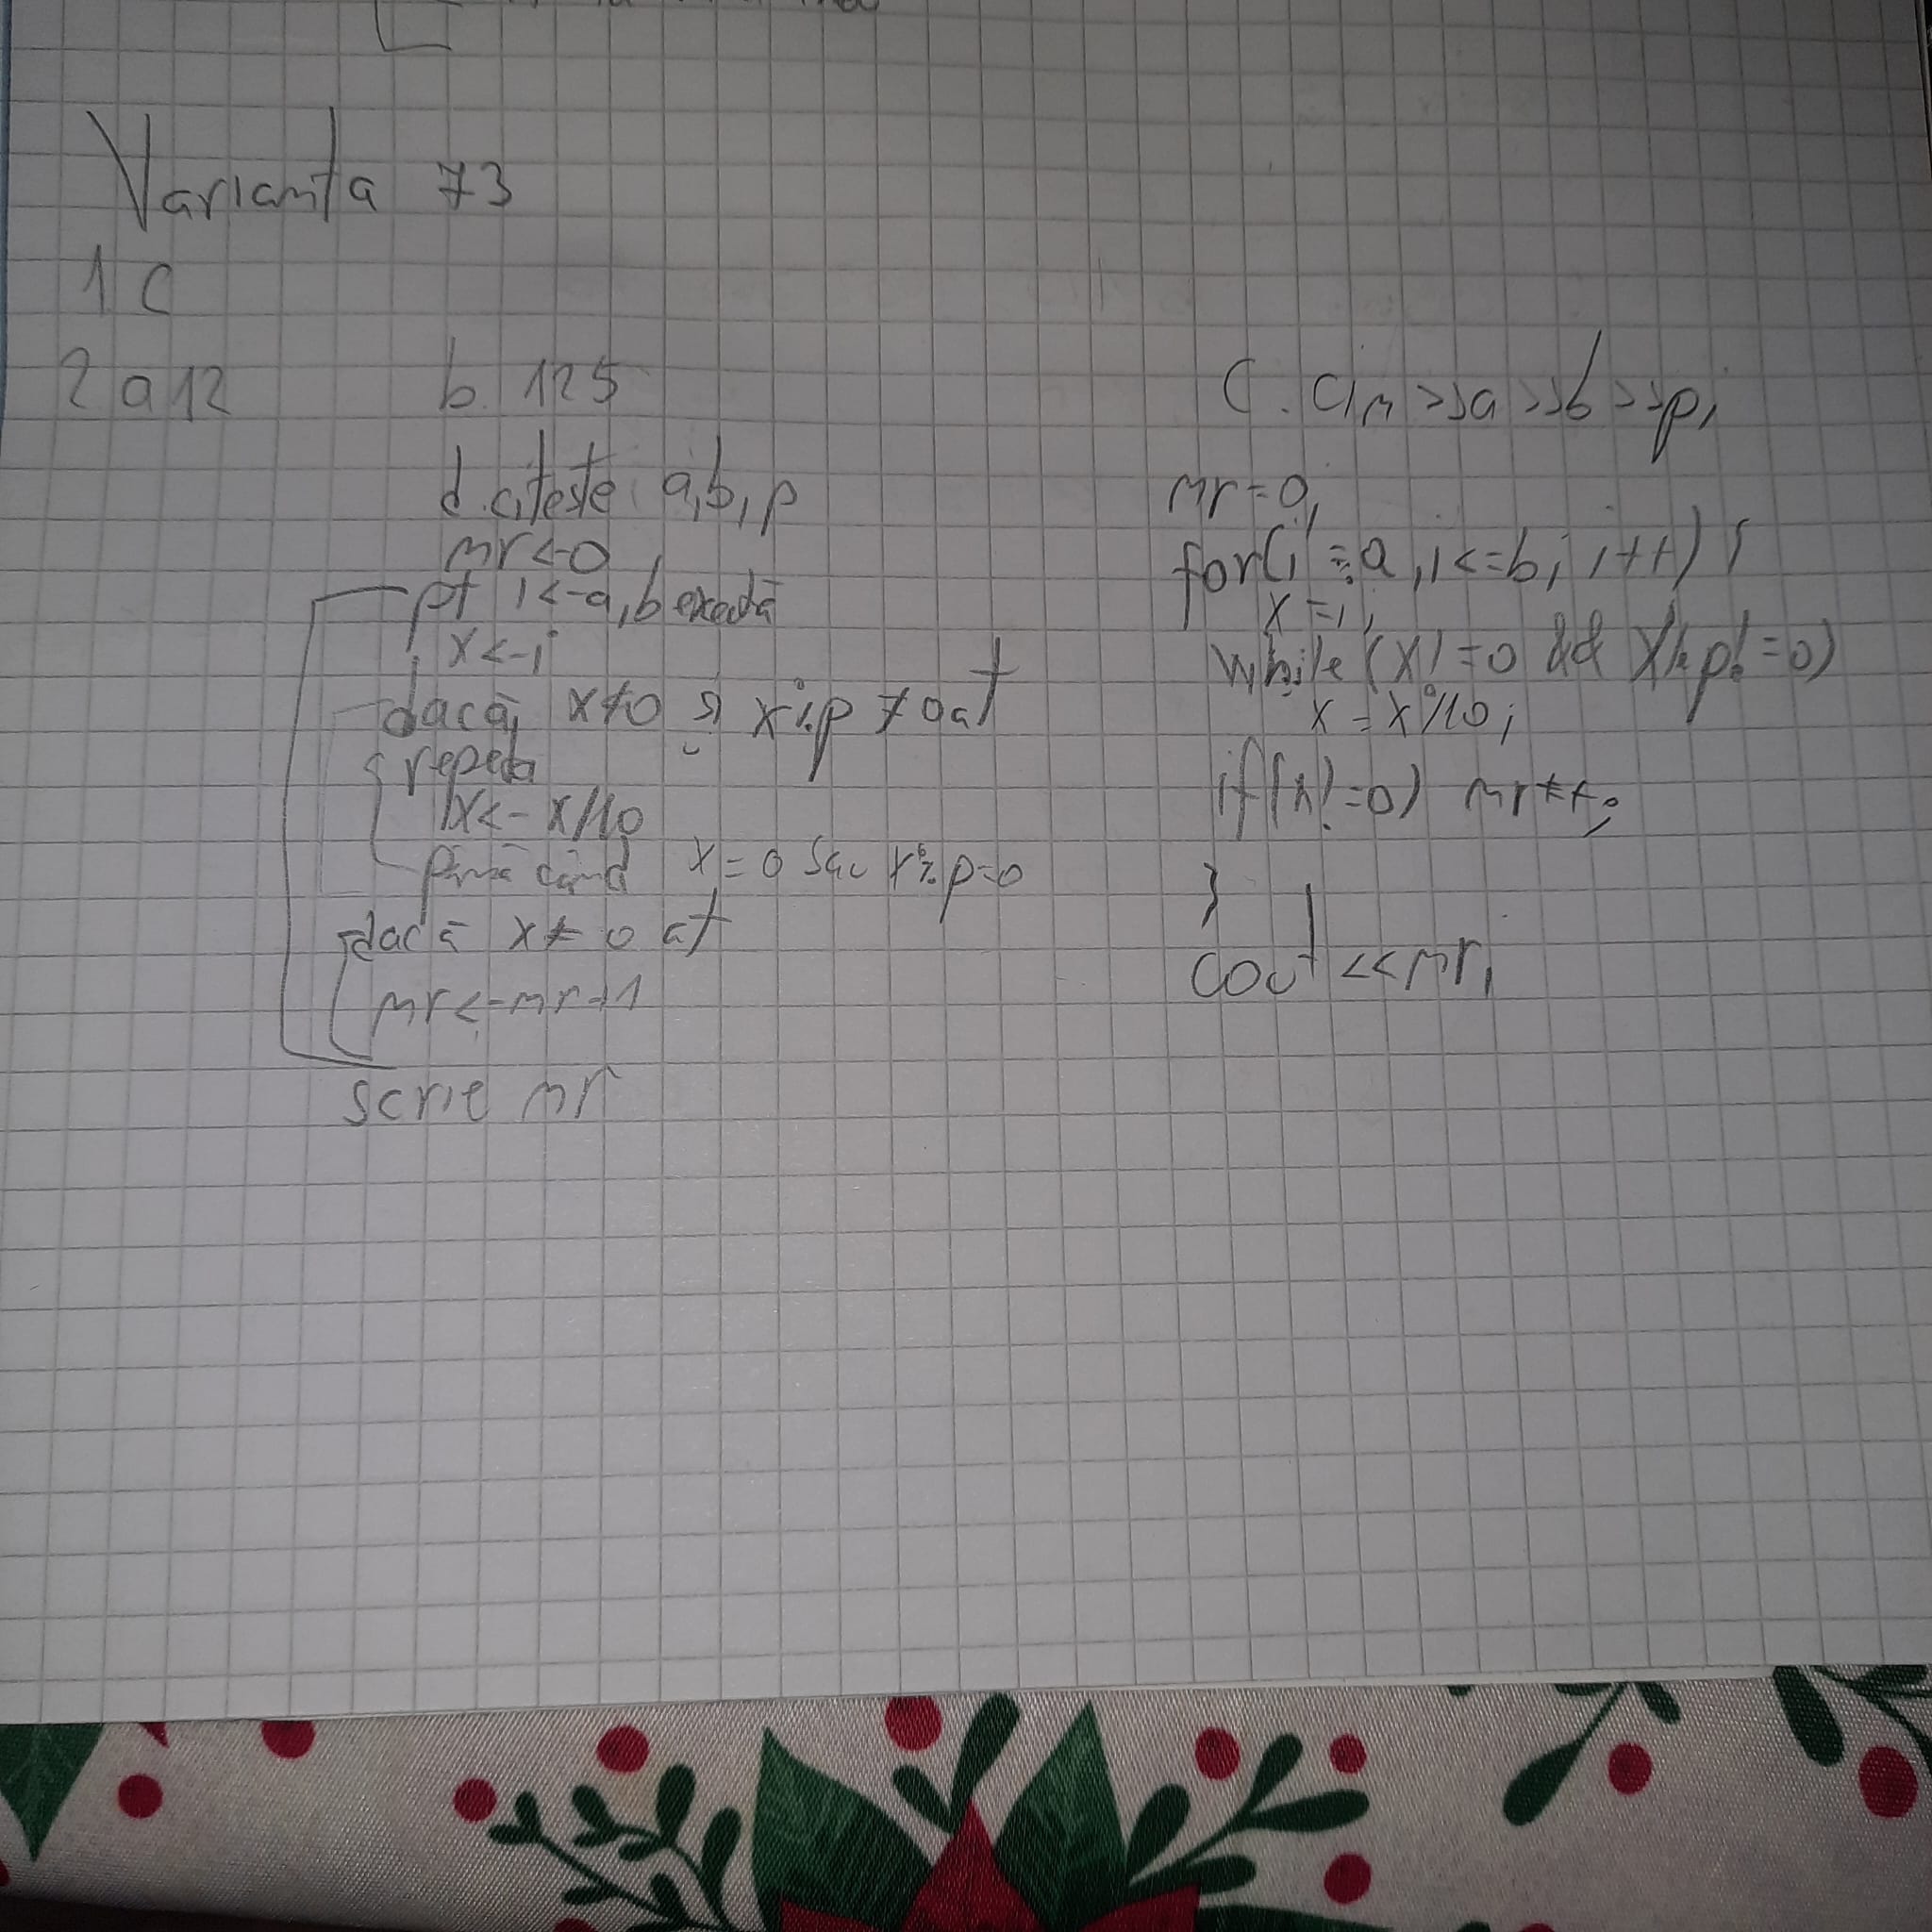 Varianta 73
1 C
2 a 12
b. 125
d. citeste a,b,p
nr<-0
pt i<-a,b execută
x<-i
dacă x≠0 și x%p≠0 at
repetă
x<-x/10
până când x=0 sau x%p=0
dacă x≠0 at
nr<-nr+1
scrie nr
C. cin>>a>>b>>p;
nr=0;
for(i=a;i<=b;i++){
x=i;
while(x!=0 && x%p!=0)
x=x/10;
if(x!=0) nr++;
}
cout<<nr;